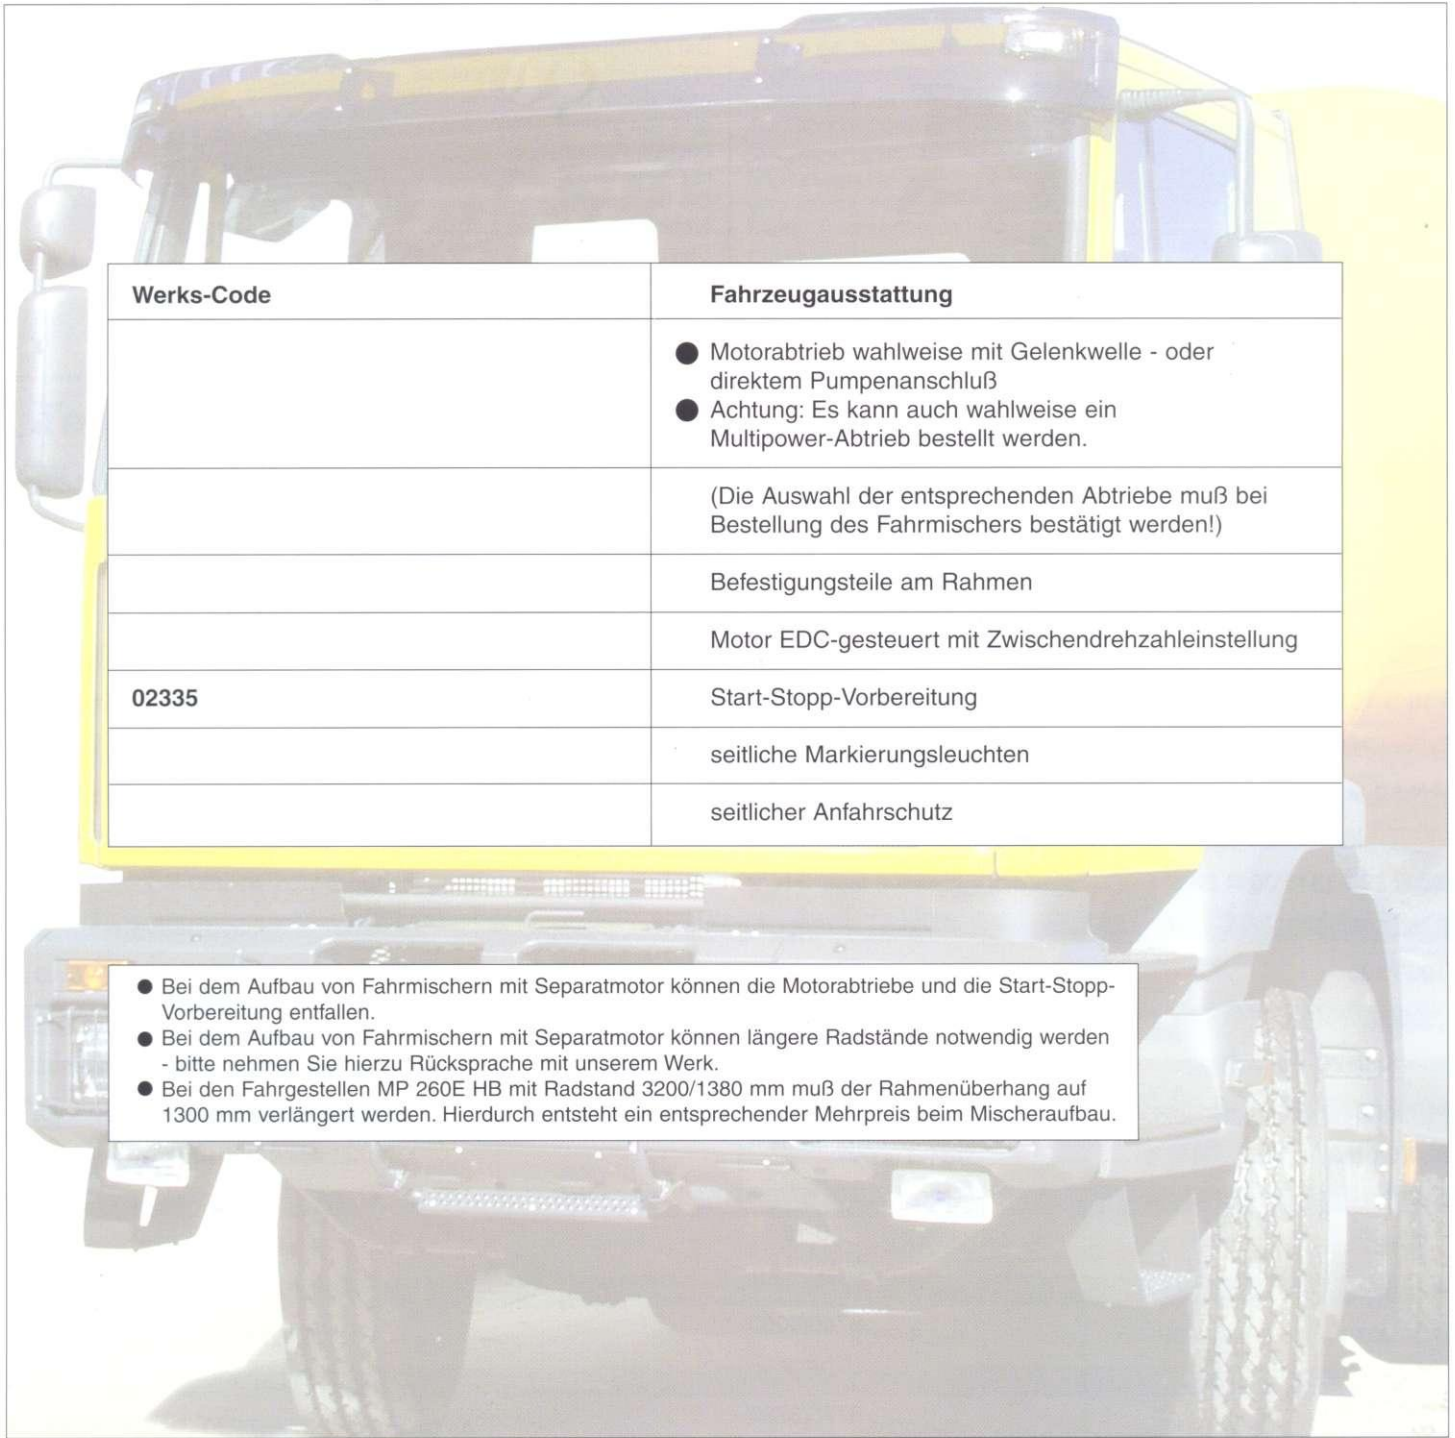 Werks-Code Fahrzeugausstattung
● Motorabtrieb wahlweise mit Gelenkwelle - oder
direktem Pumpenanschluß
● Achtung: Es kann auch wahlweise ein
Multipower-Abtrieb bestellt werden.
(Die Auswahl der entsprechenden Abtriebe muß bei
Bestellung des Fahrmischers bestätigt werden!)
Befestigungsteile am Rahmen
Motor EDC-gesteuert mit Zwischendrehzahleinstellung
02335 Start-Stopp-Vorbereitung
seitliche Markierungsleuchten
seitlicher Anfahrschutz
● Bei dem Aufbau von Fahrmischern mit Separatmotor können die Motorabtriebe und die Start-Stopp-
Vorbereitung entfallen.
● Bei dem Aufbau von Fahrmischern mit Separatmotor können längere Radstände notwendig werden
- bitte nehmen Sie hierzu Rücksprache mit unserem Werk.
● Bei den Fahrgestellen MP 260E HB mit Radstand 3200/1380 mm muß der Rahmenüberhang auf
1300 mm verlängert werden. Hierdurch entsteht ein entsprechender Mehrpreis beim Mischeraufbau.